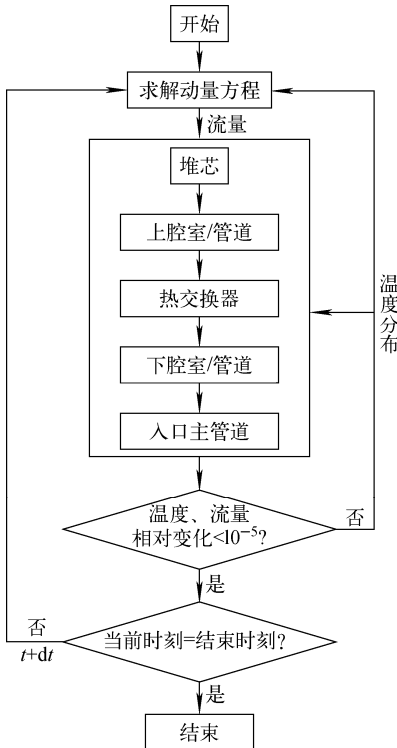 开始
求解动量方程
流量
堆芯
上腔室/管道
热交换器
下腔室/管道
入口主管道
温度分布
温度、流量
相对变化<10⁻⁵?
否
是
否
t+dt
当前时刻=结束时刻?
是
结束